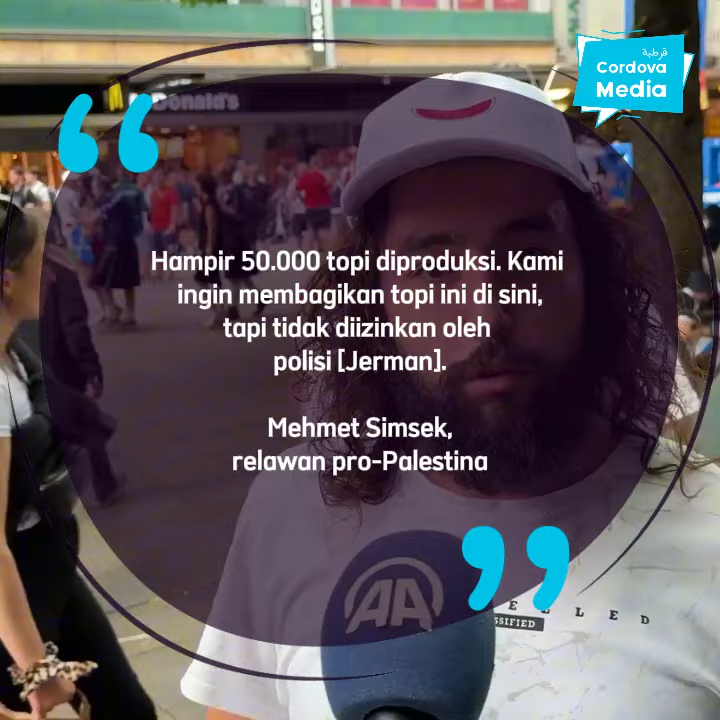 قرطبة
Cordova
Media
McDonald's
Hampir 50.000 topi diproduksi. Kami
ingin membagikan topi ini di sini,
tapi tidak diizinkan oleh
polisi [Jerman].
Mehmet Simsek,
relawan pro-Palestina
AA